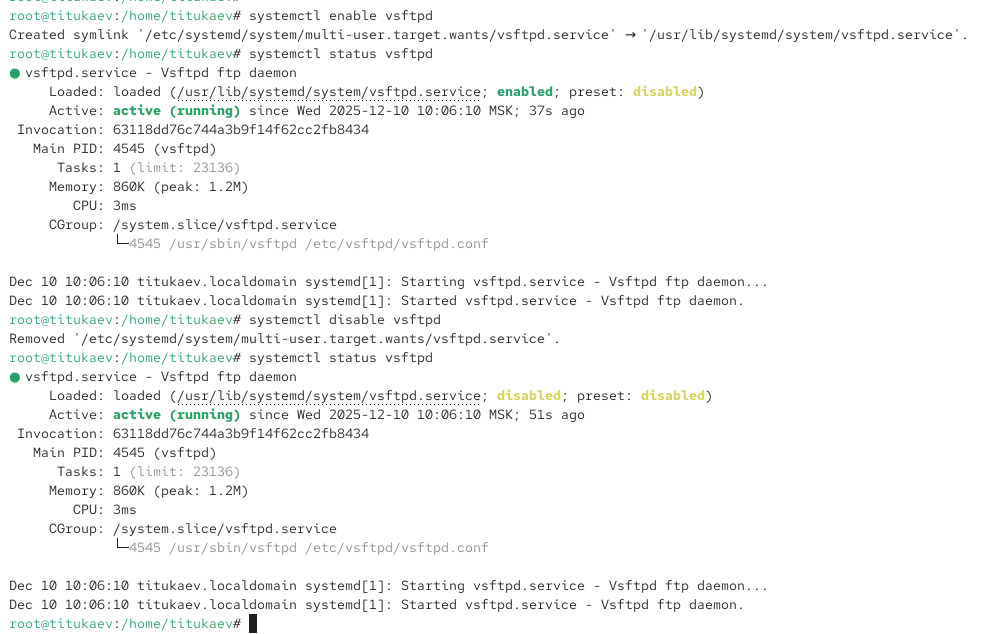 root@titukaev:/home/titukaev# systemctl enable vsftpd
Created symlink '/etc/systemd/system/multi-user.target.wants/vsftpd.service' → '/usr/lib/systemd/system/vsftpd.service'.
root@titukaev:/home/titukaev# systemctl status vsftpd
● vsftpd.service - Vsftpd ftp daemon
     Loaded: loaded (/usr/lib/systemd/system/vsftpd.service; enabled; preset: disabled)
     Active: active (running) since Wed 2025-12-10 10:06:10 MSK; 37s ago
 Invocation: 63118dd76c744a3b9f14f62cc2fb8434
   Main PID: 4545 (vsftpd)
      Tasks: 1 (limit: 23136)
     Memory: 860K (peak: 1.2M)
        CPU: 3ms
     CGroup: /system.slice/vsftpd.service
             └─4545 /usr/sbin/vsftpd /etc/vsftpd/vsftpd.conf
Dec 10 10:06:10 titukaev.localdomain systemd[1]: Starting vsftpd.service - Vsftpd ftp daemon...
Dec 10 10:06:10 titukaev.localdomain systemd[1]: Started vsftpd.service - Vsftpd ftp daemon.
root@titukaev:/home/titukaev# systemctl disable vsftpd
Removed '/etc/systemd/system/multi-user.target.wants/vsftpd.service'.
root@titukaev:/home/titukaev# systemctl status vsftpd
● vsftpd.service - Vsftpd ftp daemon
     Loaded: loaded (/usr/lib/systemd/system/vsftpd.service; disabled; preset: disabled)
     Active: active (running) since Wed 2025-12-10 10:06:10 MSK; 51s ago
 Invocation: 63118dd76c744a3b9f14f62cc2fb8434
   Main PID: 4545 (vsftpd)
      Tasks: 1 (limit: 23136)
     Memory: 860K (peak: 1.2M)
        CPU: 3ms
     CGroup: /system.slice/vsftpd.service
             └─4545 /usr/sbin/vsftpd /etc/vsftpd/vsftpd.conf
Dec 10 10:06:10 titukaev.localdomain systemd[1]: Starting vsftpd.service - Vsftpd ftp daemon...
Dec 10 10:06:10 titukaev.localdomain systemd[1]: Started vsftpd.service - Vsftpd ftp daemon.
root@titukaev:/home/titukaev#